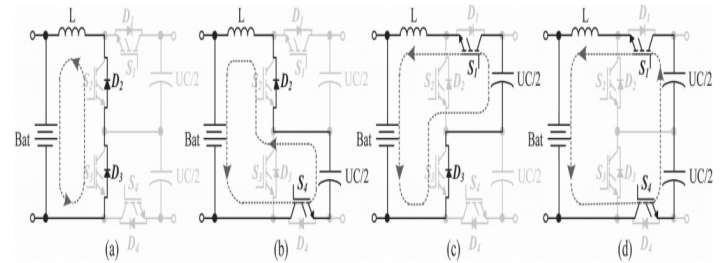 L D1 S1 S2 D2 UC/2 Bat S3 D3 UC/2 S4 D4 (a)
L D1 S1 S2 D2 UC/2 S3 D3 UC/2 S4 D4 (b)
L D1 S1 S2 D2 UC/2 Bat S3 D3 UC/2 S4 D4 (c)
L D1 S1 S2 D2 UC/2 Bat S3 D3 UC/2 S4 D4 (d)